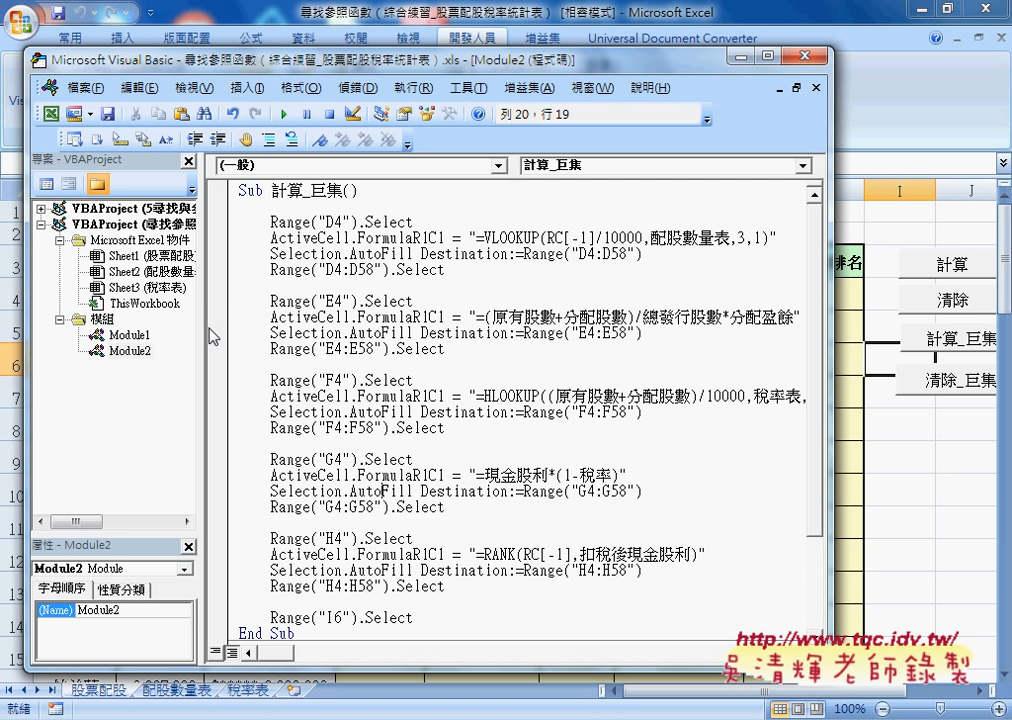 尋找參照函數（綜合練習_股票配股稅率統計表） [相容模式] - Microsoft Excel
常用 插入 版面配置 公式 資料 校閱 檢視 開發人員 增益集 Universal Document Converter
Microsoft Visual Basic - 尋找參照函數（綜合練習_股票配股稅率統計表）.xls - [Module2 (程式碼)]
檔案(F) 編輯(E) 檢視(V) 插入(I) 格式(O) 偵錯(D) 執行(R) 工具(T) 增益集(A) 視窗(W) 說明(H)
列 20，行 19
專案 - VBAProject
(一般) 計算_巨集
VBAProject (5尋找與
VBAProject (尋找參照
Microsoft Excel 物件
Sheet1 (股票配股
Sheet2 (配股數量
Sheet3 (稅率表)
ThisWorkbook
模組
Module1
Module2
屬性 - Module2
Module2 Module
字母順序 性質分類
(Name) Module2
Sub 計算_巨集()
Range("D4").Select
ActiveCell.FormulaR1C1 = "=VLOOKUP(RC[-1]/10000,配股數量表,3,1)"
Selection.AutoFill Destination:=Range("D4:D58")
Range("D4:D58").Select
Range("E4").Select
ActiveCell.FormulaR1C1 = "=(原有股數+分配股數)/總發行股數*分配盈餘"
Selection.AutoFill Destination:=Range("E4:E58")
Range("E4:E58").Select
Range("F4").Select
ActiveCell.FormulaR1C1 = "=HLOOKUP((原有股數+分配股數)/10000,稅率表,
Selection.AutoFill Destination:=Range("F4:F58")
Range("F4:F58").Select
Range("G4").Select
ActiveCell.FormulaR1C1 = "=現金股利*(1-稅率)"
Selection.AutoFill Destination:=Range("G4:G58")
Range("G4:G58").Select
Range("H4").Select
ActiveCell.FormulaR1C1 = "=RANK(RC[-1],扣稅後現金股利)"
Selection.AutoFill Destination:=Range("H4:H58")
Range("H4:H58").Select
Range("I6").Select
End Sub
I J
1
2
3
4
5
6
7
8
9
10
11
12
13
14
15
排名
計算
清除
計算_巨集
清除_巨集
http://www.tqc.idv.tw/
吳清輝老師錄製
股票配股 配股數量表 稅率表
就緒 100%